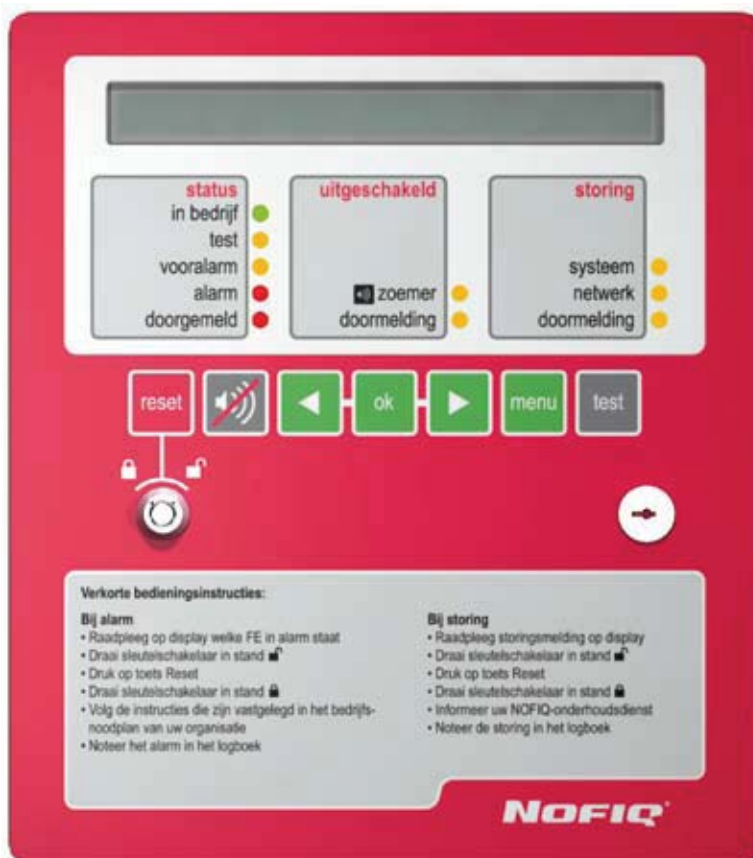 status
in bedrijf
test
vooralarm
alarm
doorgemeld
uitgeschakeld
zoemer
doormelding
storing
systeem
netwerk
doormelding
reset
ok
menu
test
Verkorte bedieningsinstructies:
Bij alarm
• Raadpleeg op display welke FE in alarm staat
• Draai sleutelschakelaar in stand
• Druk op toets Reset
• Draai sleutelschakelaar in stand
• Volg de instructies die zijn vastgelegd in het bedrijfs-
noodplan van uw organisatie
• Noteer het alarm in het logboek
Bij storing
• Raadpleeg storingsmelding op display
• Draai sleutelschakelaar in stand
• Druk op toets Reset
• Draai sleutelschakelaar in stand
• Informeer uw NOFIQ-onderhoudsdienst
• Noteer de storing in het logboek
NOFIQ